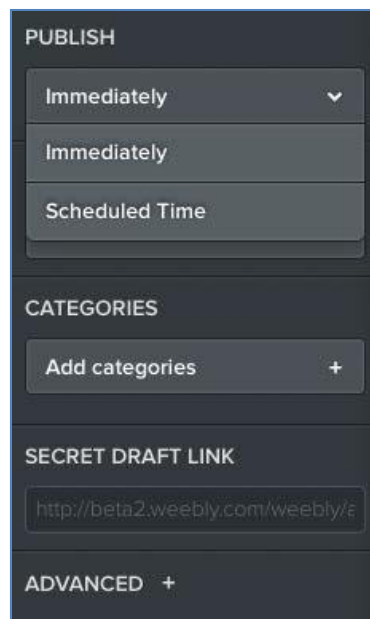 PUBLISH
Immediately
Immediately
Scheduled Time
CATEGORIES
Add categories +
SECRET DRAFT LINK
http://beta2.weebly.com/weebly/a
ADVANCED +